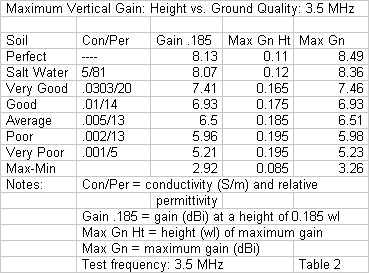 Maximum Vertical Gain: Height vs. Ground Quality: 3.5 MHz
Soil Con/Per Gain .185 Max Gn Ht Max Gn
Perfect ---- 8.13 0.11 8.49
Salt Water 5/81 8.07 0.12 8.36
Very Good .0303/20 7.41 0.165 7.46
Good .01/14 6.93 0.175 6.93
Average .005/13 6.5 0.185 6.51
Poor .002/13 5.96 0.195 5.98
Very Poor .001/5 5.21 0.195 5.23
Max-Min 2.92 0.085 3.26
Notes: Con/Per = conductivity (S/m) and relative
permittivity
Gain .185 = gain (dBi) at a height of 0.185 wl
Max Gn Ht = height (wl) of maximum gain
Max Gn = maximum gain (dBi)
Test frequency: 3.5 MHz Table 2